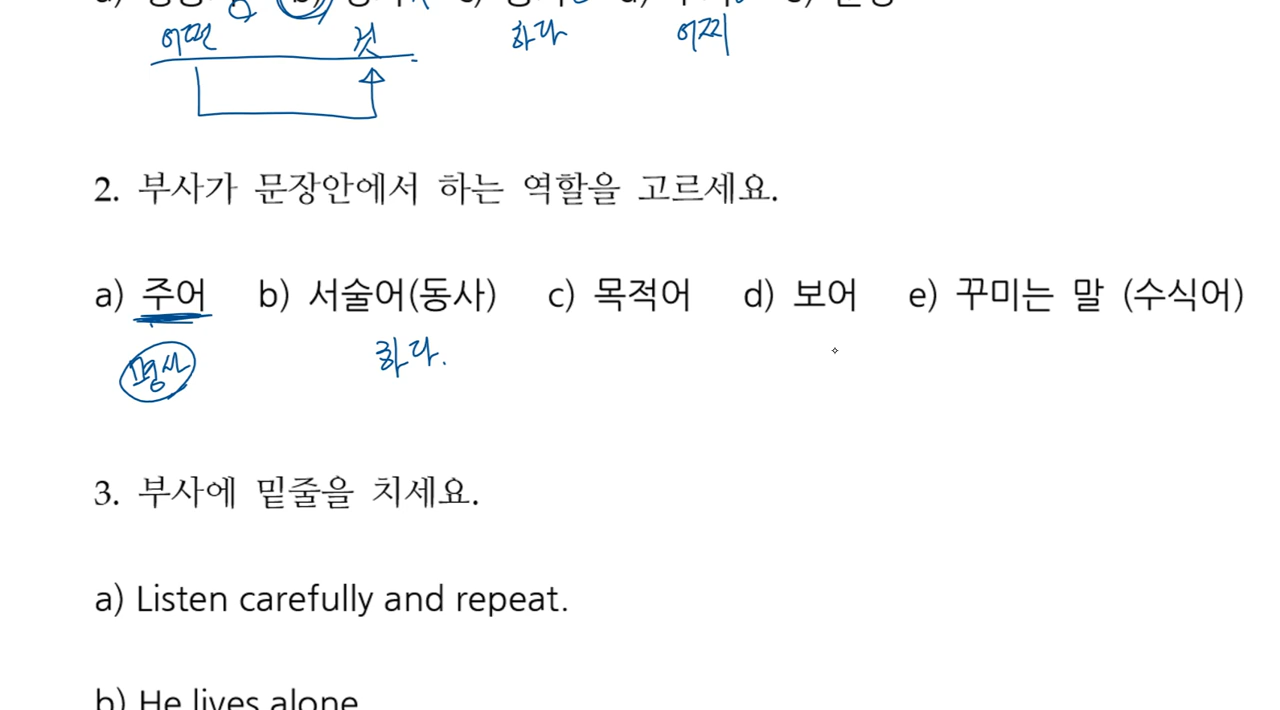 어떤 것 하다 어찌
2. 부사가 문장안에서 하는 역할을 고르세요.
a) 주어 b) 서술어(동사) c) 목적어 d) 보어 e) 꾸미는 말 (수식어)
명사 하다.
3. 부사에 밑줄을 치세요.
a) Listen carefully and repeat.
b) He lives alone